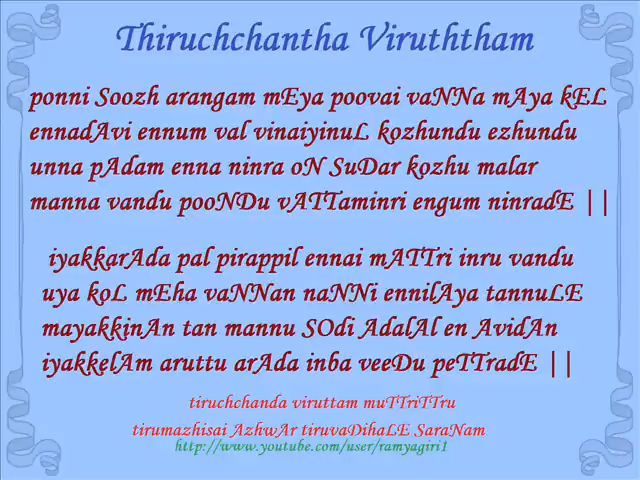 Thiruchchantha Viruththam
ponni Soozh arangam mEya poovai vaNNa mAya kEL
ennadAvi ennum val vinaiyinuL kozhundu ezhundu
unna pAdam enna ninra oN SuDar kozhu malar
manna vandu pooNDu vATTaminri engum ninradE ||
iyakkarAda pal pirappil ennai mATTri inru vandu
uya koL mEha vaNNan naNNi ennilAya tannuLE
mayakkinAn tan mannu SOdi AdalAl en AvidAn
iyakkelAm aruttu arAda inba veeDu peTTradE ||
tiruchchanda viruttam muTTriTTru
tirumazhisai AzhwAr tiruvaDihaLE SaraNam
http://www.youtube.com/user/ramyagiri1